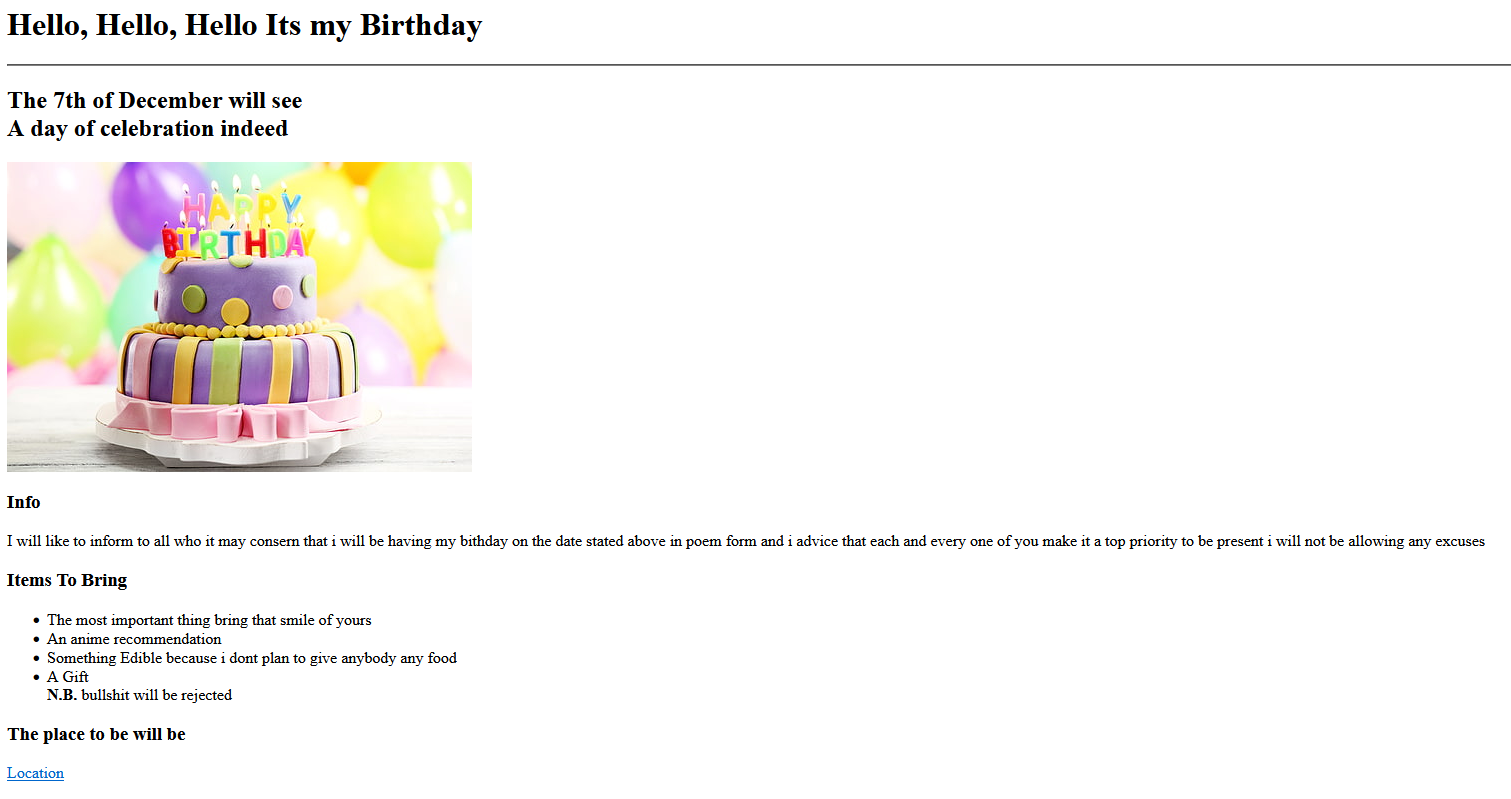 Hello, Hello, Hello Its my Birthday
The 7th of December will see
A day of celebration indeed
HAPPY
BIRTHDAY
Info
I will like to inform to all who it may consern that i will be having my bithday on the date stated above in poem form and i advice that each and every one of you make it a top priority to be present i will not be allowing any excuses
Items To Bring
The most important thing bring that smile of yours
An anime recommendation
Something Edible because i dont plan to give anybody any food
A Gift
N.B. bullshit will be rejected
The place to be will be
Location